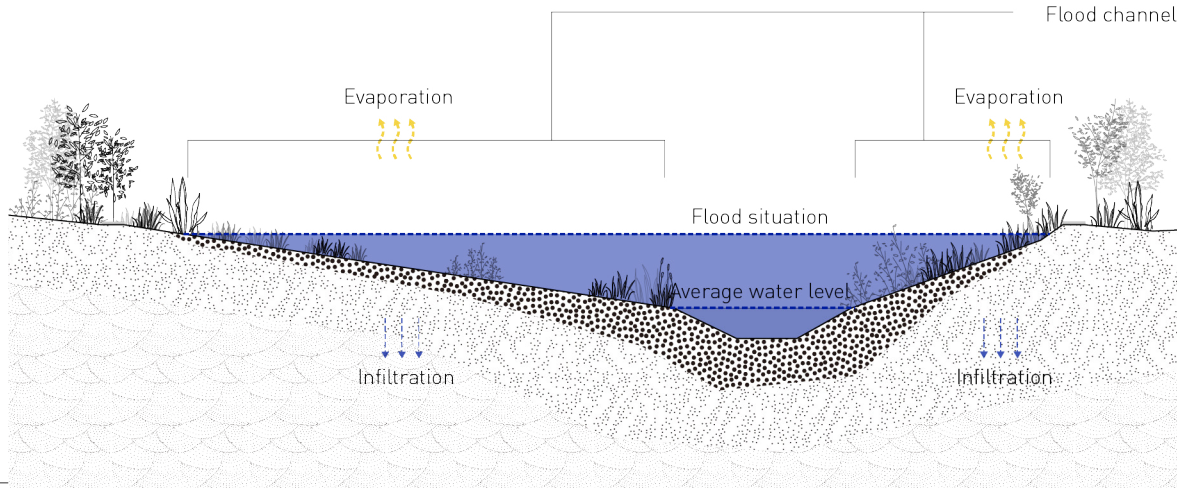 Flood channel
Evaporation
Evaporation
Flood situation
Average water level
Infiltration
Infiltration